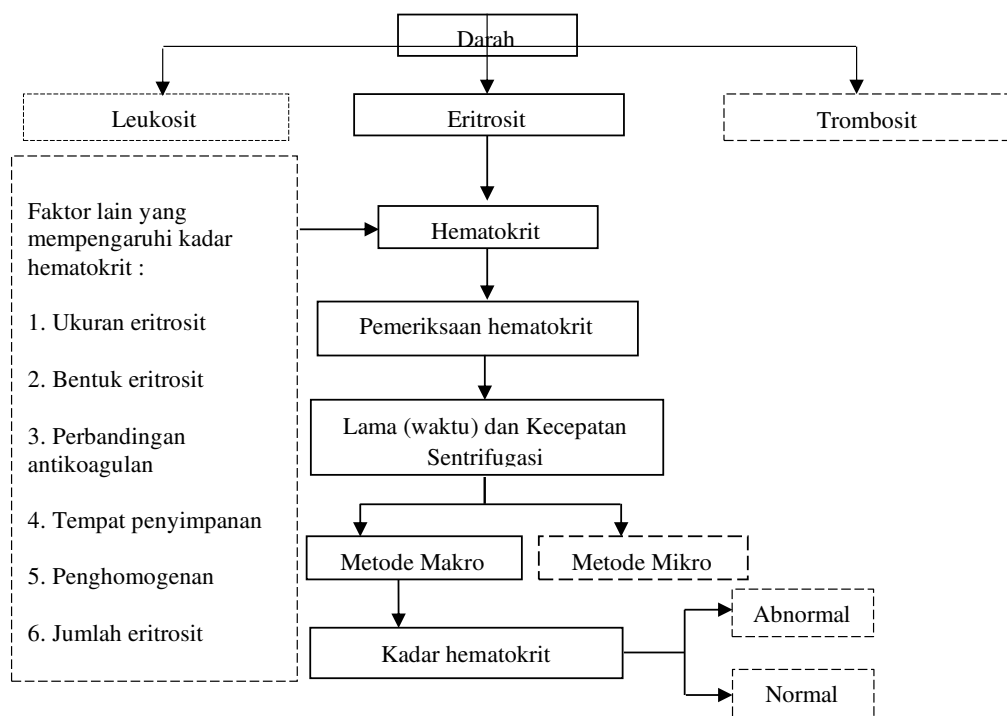 Darah
Leukosit
Eritrosit
Trombosit
Faktor lain yang
mempengaruhi kadar
hematokrit :
1. Ukuran eritrosit
2. Bentuk eritrosit
3. Perbandingan
antikoagulan
4. Tempat penyimpanan
5. Penghomogenan
6. Jumlah eritrosit
Hematokrit
Pemeriksaan hematokrit
Lama (waktu) dan Kecepatan
Sentrifugasi
Metode Makro
Metode Mikro
Kadar hematokrit
Abnormal
Normal